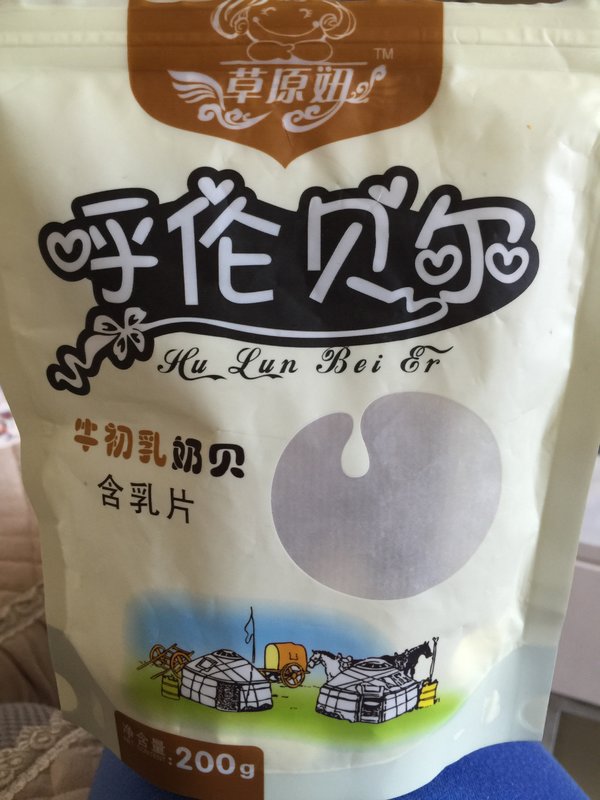 草原妞
TM
呼伦贝尔
Hu Lun Bei Er
牛初乳奶贝
含乳片
净含量
:200g